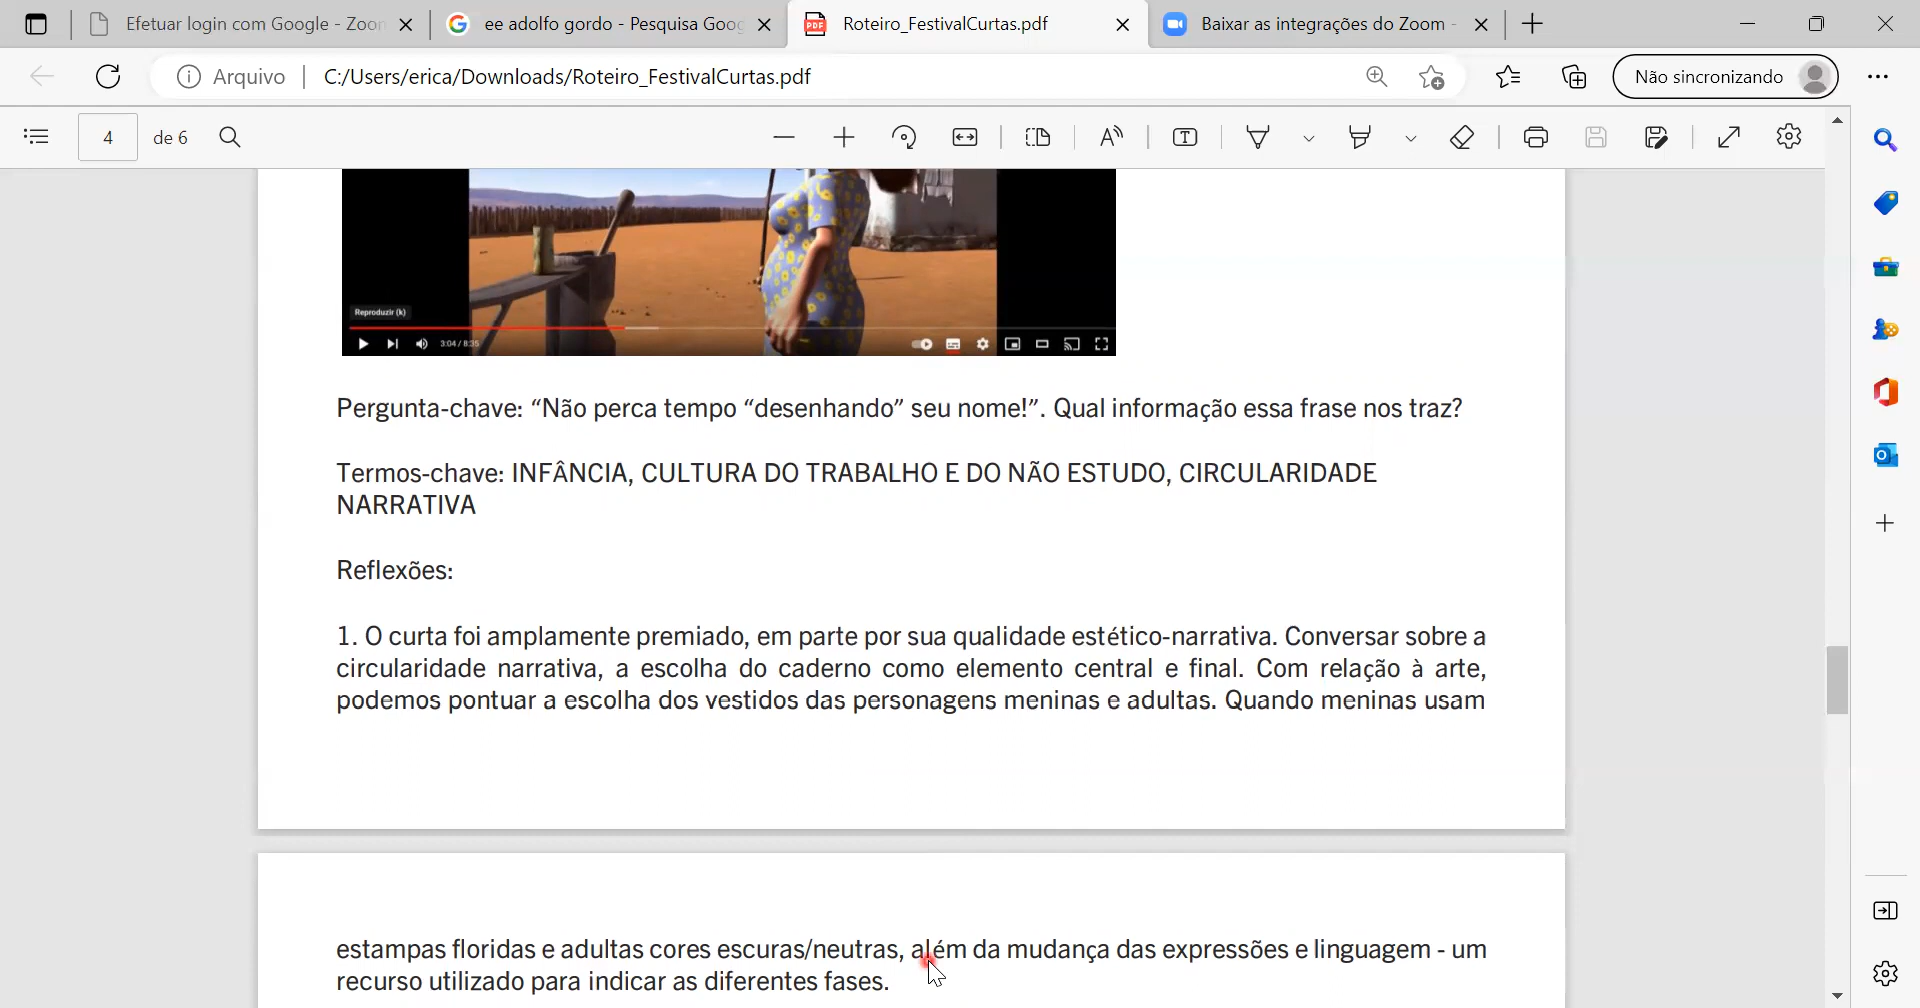 Efetuar login com Google - Zoom
ee adolfo gordo - Pesquisa Goog
Roteiro_FestivalCurtas.pdf
Baixar as integrações do Zoom -
Arquivo
C:/Users/erica/Downloads/Roteiro_FestivalCurtas.pdf
Não sincronizando
4
de 6
Reproduzir (k)
3:04 / 8:35
Pergunta-chave: “Não perca tempo “desenhando” seu nome!”. Qual informação essa frase nos traz?
Termos-chave: INFÂNCIA, CULTURA DO TRABALHO E DO NÃO ESTUDO, CIRCULARIDADE
NARRATIVA
Reflexões:
1. O curta foi amplamente premiado, em parte por sua qualidade estético-narrativa. Conversar sobre a
circularidade narrativa, a escolha do caderno como elemento central e final. Com relação à arte,
podemos pontuar a escolha dos vestidos das personagens meninas e adultas. Quando meninas usam
estampas floridas e adultas cores escuras/neutras, além da mudança das expressões e linguagem - um
recurso utilizado para indicar as diferentes fases.